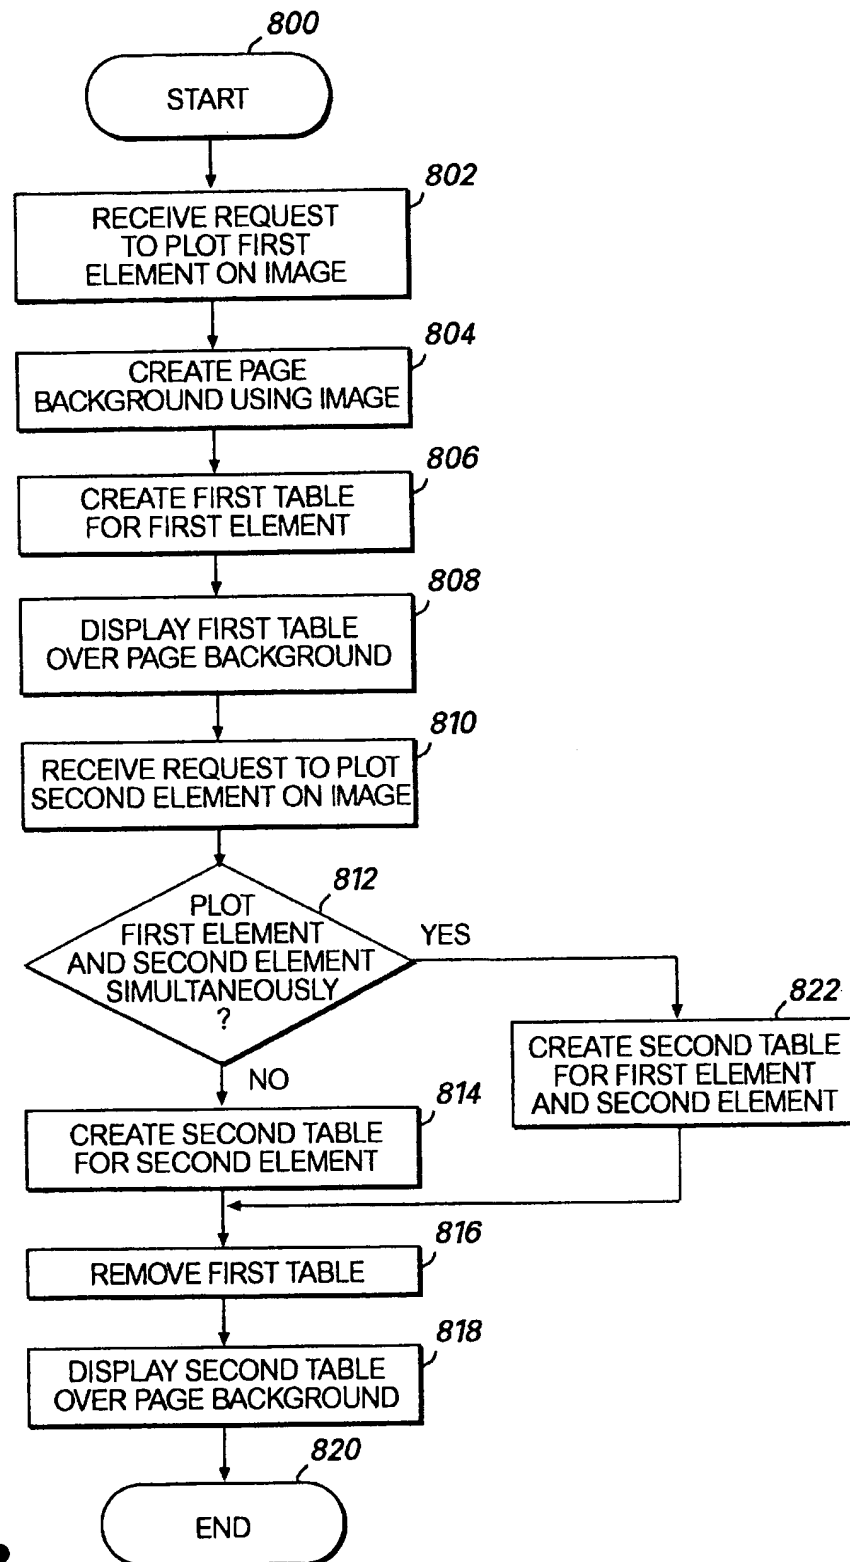 800
START
802
RECEIVE REQUEST
TO PLOT FIRST
ELEMENT ON IMAGE
804
CREATE PAGE
BACKGROUND USING IMAGE
806
CREATE FIRST TABLE
FOR FIRST ELEMENT
808
DISPLAY FIRST TABLE
OVER PAGE BACKGROUND
810
RECEIVE REQUEST TO PLOT
SECOND ELEMENT ON IMAGE
812
PLOT
FIRST ELEMENT
AND SECOND ELEMENT
SIMULTANEOUSLY
?
YES
822
CREATE SECOND TABLE
FOR FIRST ELEMENT
AND SECOND ELEMENT
NO
814
CREATE SECOND TABLE
FOR SECOND ELEMENT
816
REMOVE FIRST TABLE
818
DISPLAY SECOND TABLE
OVER PAGE BACKGROUND
820
END